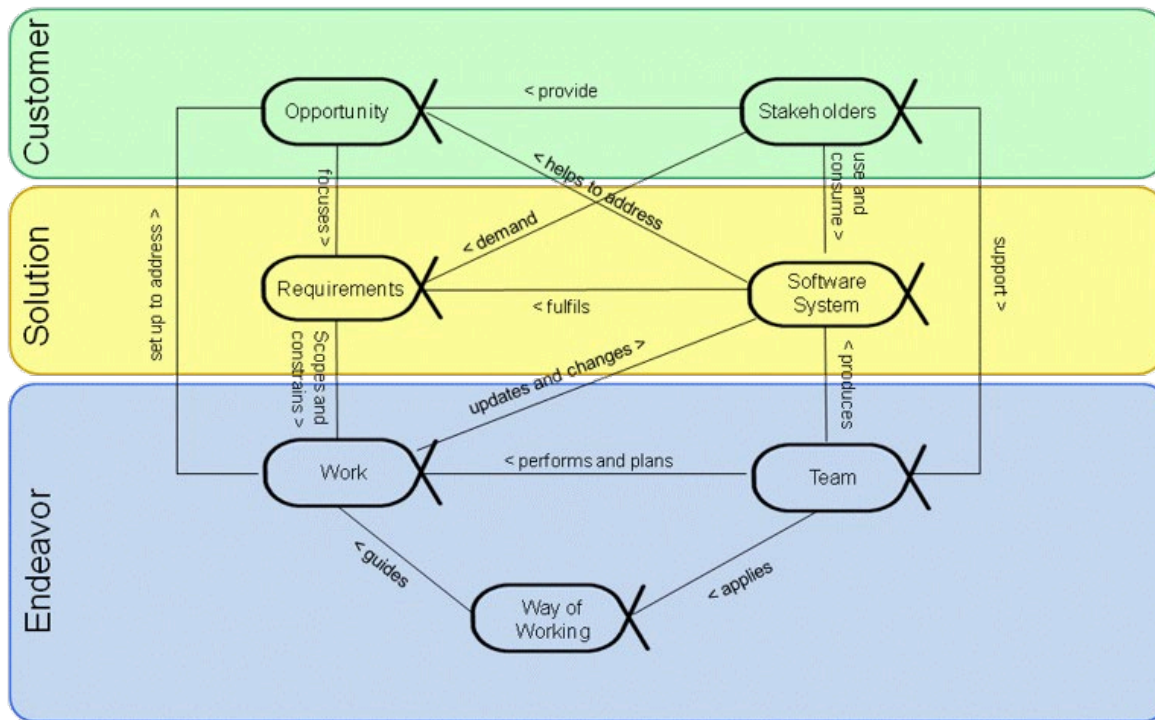 Customer
Opportunity
< provide
Stakeholders
focuses >
< helps to address
use and
consume >
< demand
set up to address >
support >
Solution
Requirements
< fulfils
Software
System
Scopes and
constrains >
updates and changes >
< produces
Endeavor
Work
< performs and plans
Team
< guides
< applies
Way of
Working